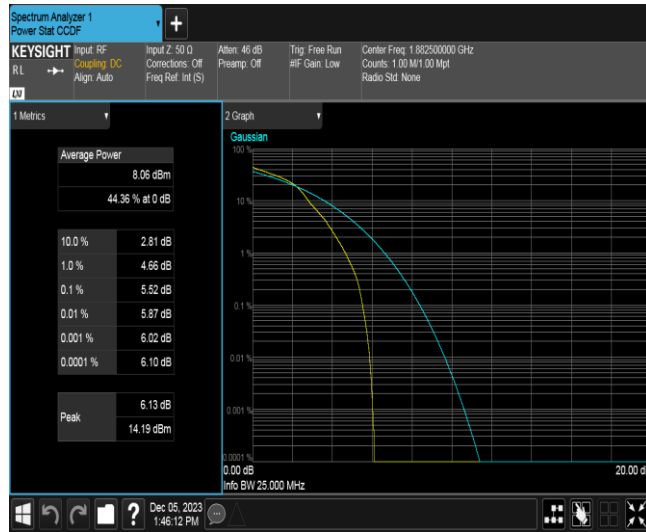 Spectrum Analyzer 1
Power Stat CCDF
KEYSIGHT
RL
LXI
Input: RF
Coupling: DC
Align: Auto
Input Z: 50 Ω
Corrections: Off
Freq Ref: Int (S)
Atten: 46 dB
Preamp: Off
Trig: Free Run
#IF Gain: Low
Center Freq: 1.882500000 GHz
Counts: 1.00 M/1.00 Mpt
Radio Std: None
1 Metrics
Average Power
8.06 dBm
44.36 % at 0 dB
10.0 % 2.81 dB
1.0 % 4.66 dB
0.1 % 5.52 dB
0.01 % 5.87 dB
0.001 % 6.02 dB
0.0001 % 6.10 dB
Peak
6.13 dB
14.19 dBm
2 Graph
Gaussian
100 %
10 %
1 %
0.1 %
0.01 %
0.001 %
0.0001 %
0.00 dB
20.00 d
Info BW 25.000 MHz
Dec 05, 2023
1:46:12 PM